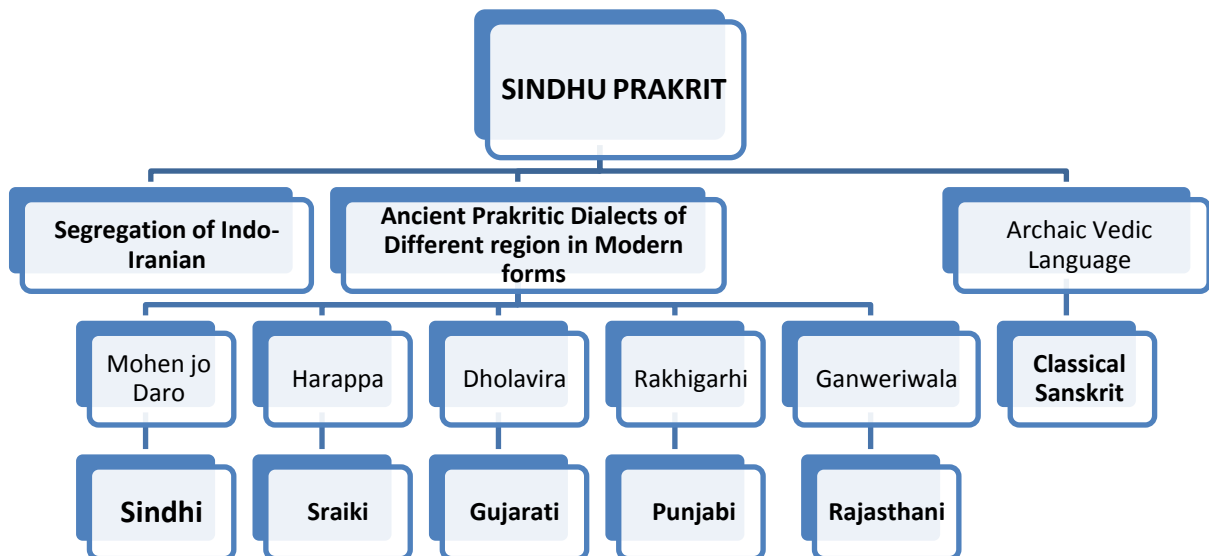 SINDHU PRAKRIT
Segregation of Indo-
Iranian
Ancient Prakritic Dialects of
Different region in Modern
forms
Archaic Vedic
Language
Mohen jo
Daro
Harappa
Dholavira
Rakhigarhi
Ganweriwala
Classical
Sanskrit
Sindhi
Sraiki
Gujarati
Punjabi
Rajasthani